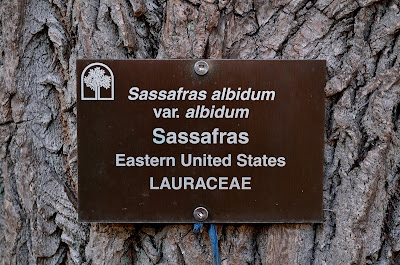 Sassafras albidum
var. albidum
Sassafras
Eastern United States
LAURACEAE